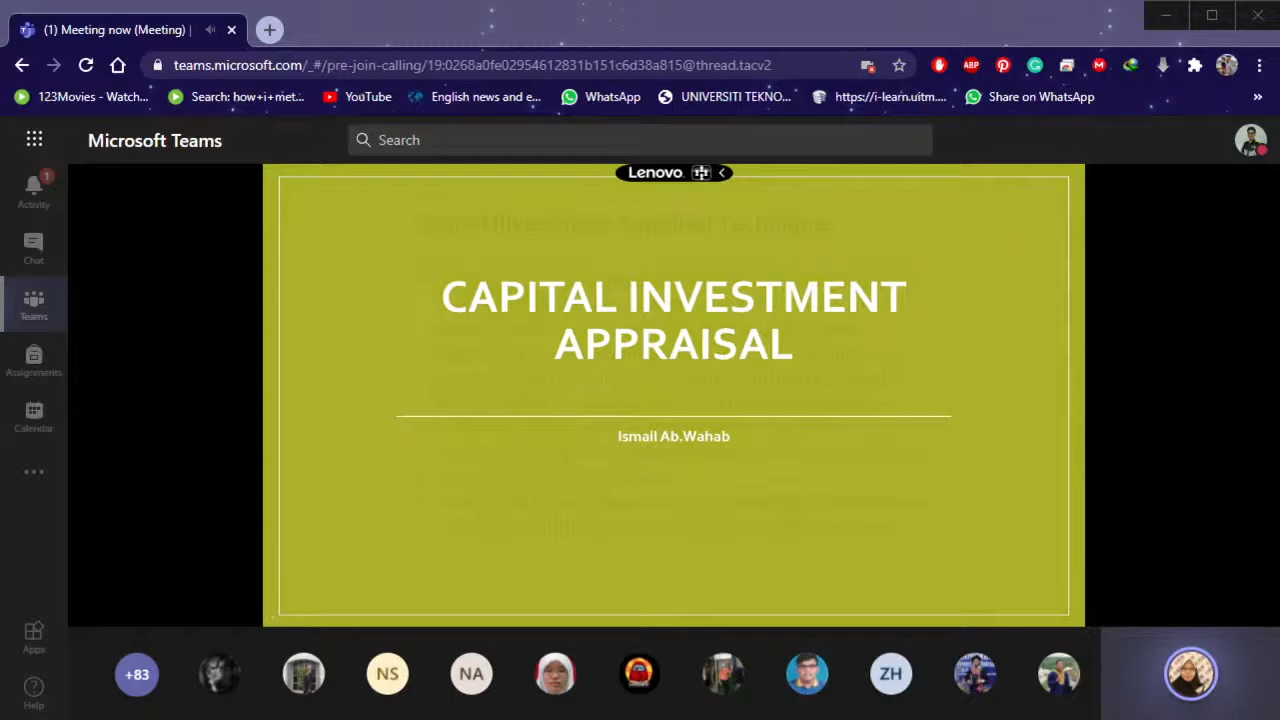 (1) Meeting now (Meeting) |
teams.microsoft.com/_#/pre-join-calling/19:0268a0fe02954612831b151c6d38a815@thread.tacv2
ABP
123Movies - Watch...
Search: how+i+met...
YouTube
English news and e...
WhatsApp
UNIVERSITI TEKNO...
https://i-learn.uitm....
Share on WhatsApp
»
Microsoft Teams
Search
1
Activity
Chat
Teams
Assignments
Calendar
Apps
Help
Lenovo
CAPITAL INVESTMENT
APPRAISAL
Ismail Ab.Wahab
+83
NS
NA
ZH